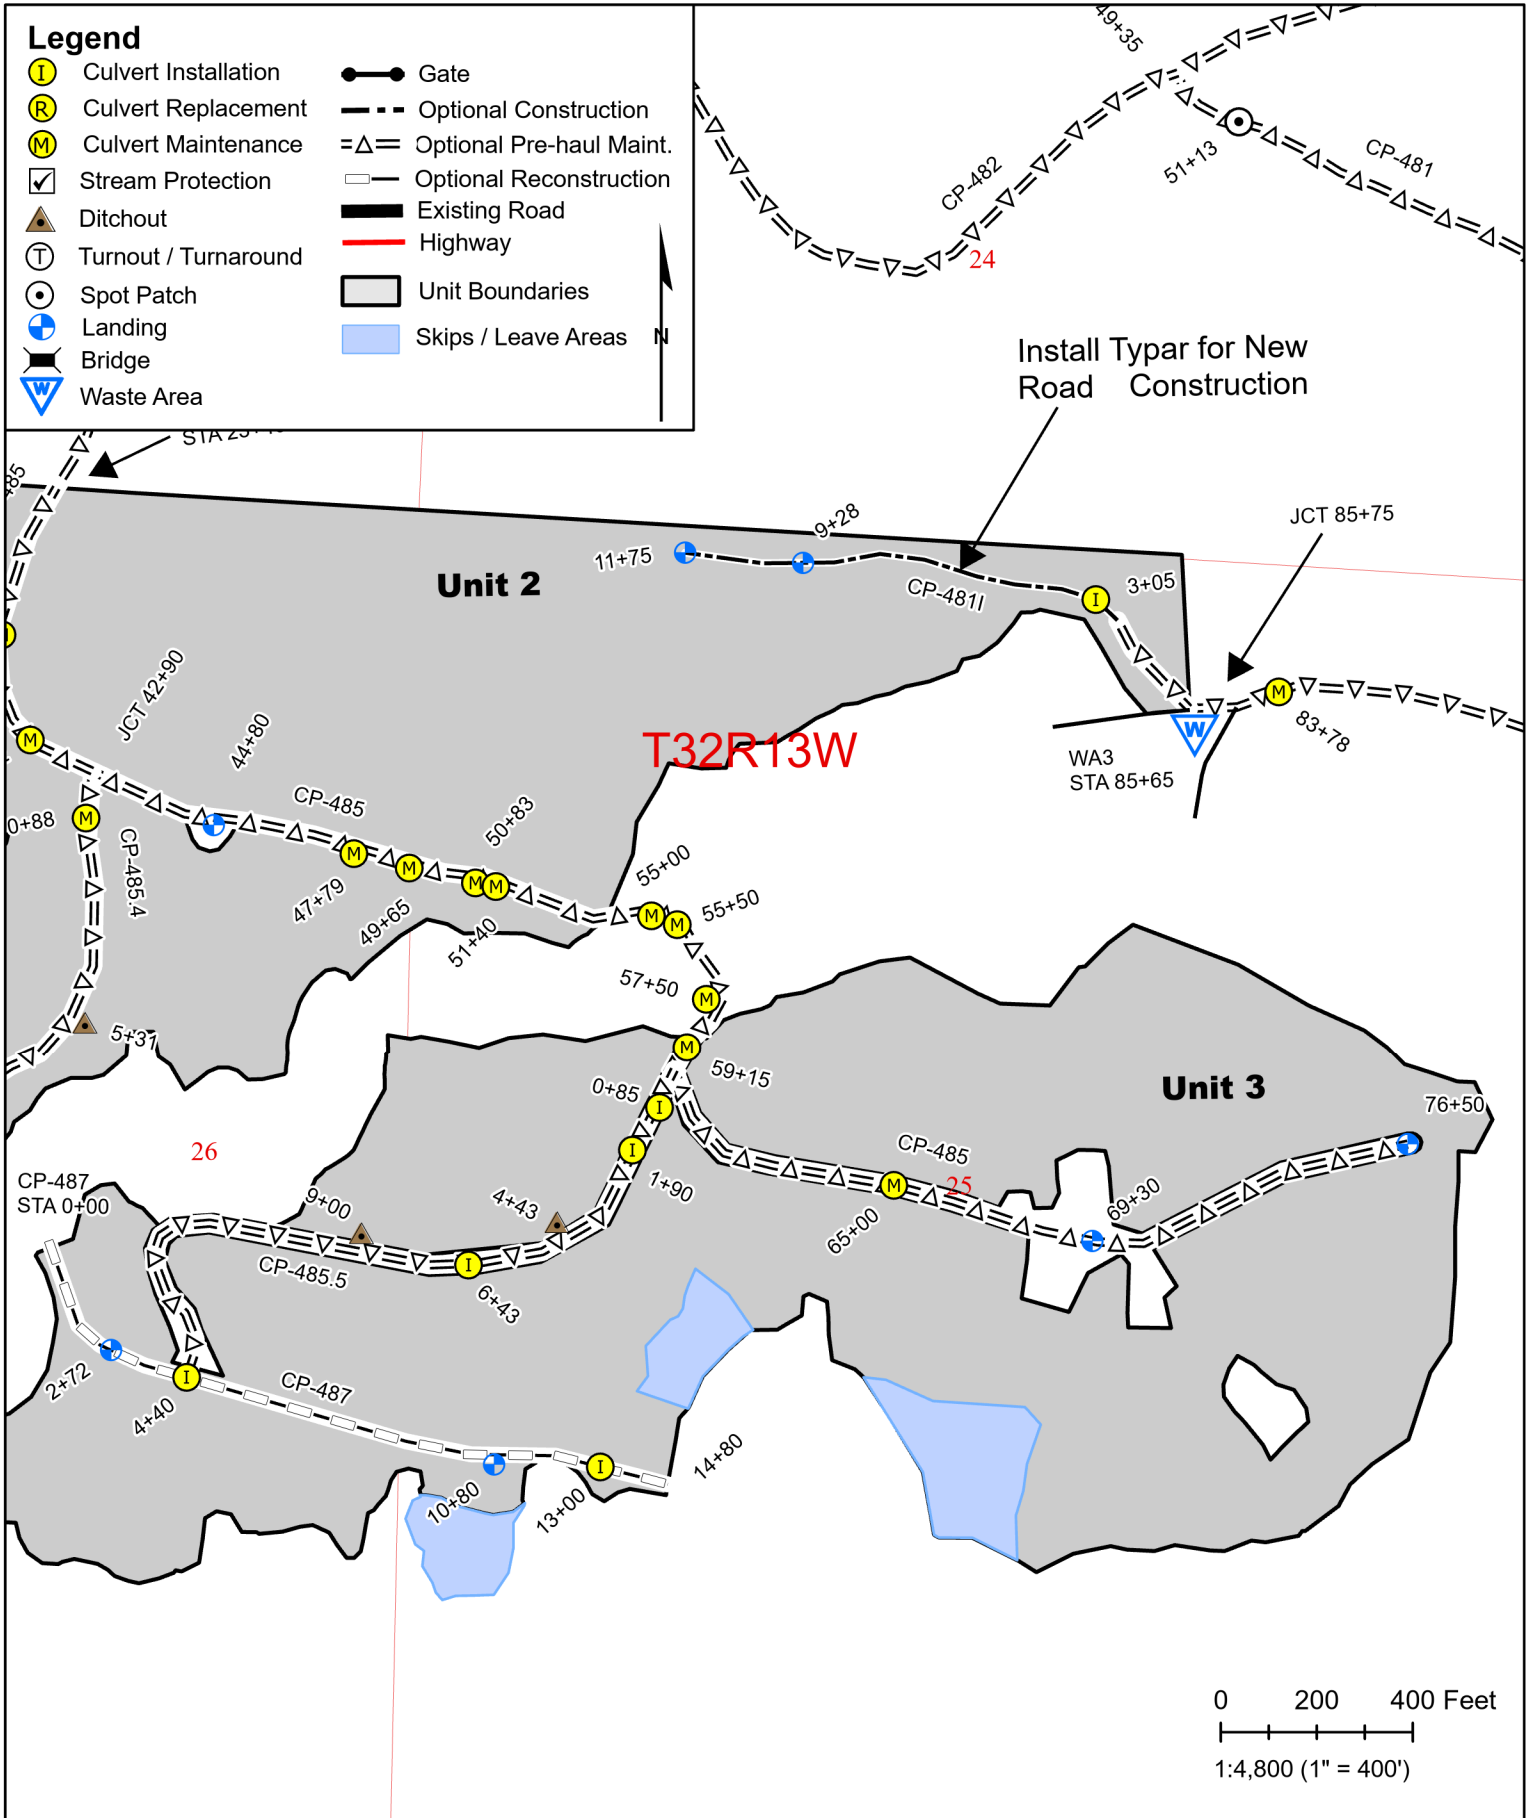 Legend
I Culvert Installation
R Culvert Replacement
M Culvert Maintenance
Stream Protection
Ditchout
T Turnout / Turnaround
Spot Patch
Landing
Bridge
W Waste Area
Gate
Optional Construction
Optional Pre-haul Maint.
Optional Reconstruction
Existing Road
Highway
Unit Boundaries
Skips / Leave Areas
N
49+35
51+13
CP-481
CP-482
24
Install Typar for New
Road Construction
JCT 85+75
9+28
11+75
Unit 2
CP-481I
I
3+05
JCT 42+90
44+80
M
83+78
W
WA3
STA 85+65
T32R13W
M
CP-485
50+83
0+88
M
CP-485.4
M
M
M
M
47+79
49+65
51+40
55+00
55+50
M
M
57+50
M
5+31
M
59+15
0+85
I
Unit 3
76+50
26
I
1+90
CP-485
CP-487
STA 0+00
9+00
4+43
M
25
69+30
65+00
CP-485.5
I
6+43
2+72
I
4+40
CP-487
14+80
I
10+80
13+00
0 200 400 Feet
1:4,800 (1" = 400')